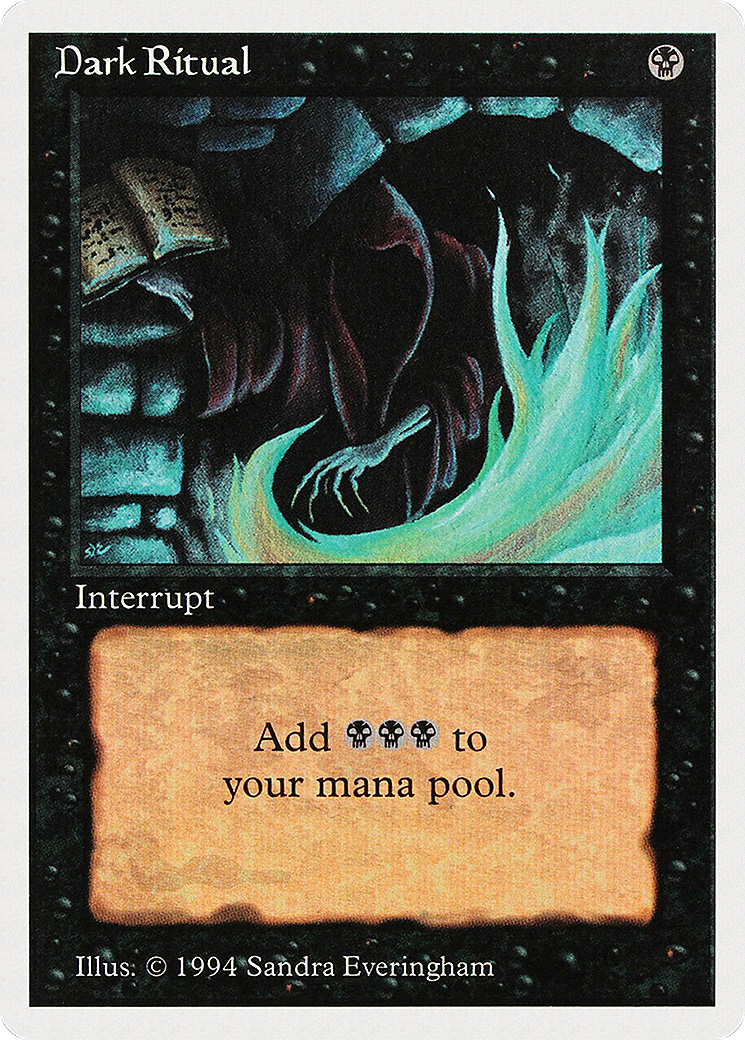 Dark Ritual
Interrupt
Add to
your mana pool.
Illus. © 1994 Sandra Everingham